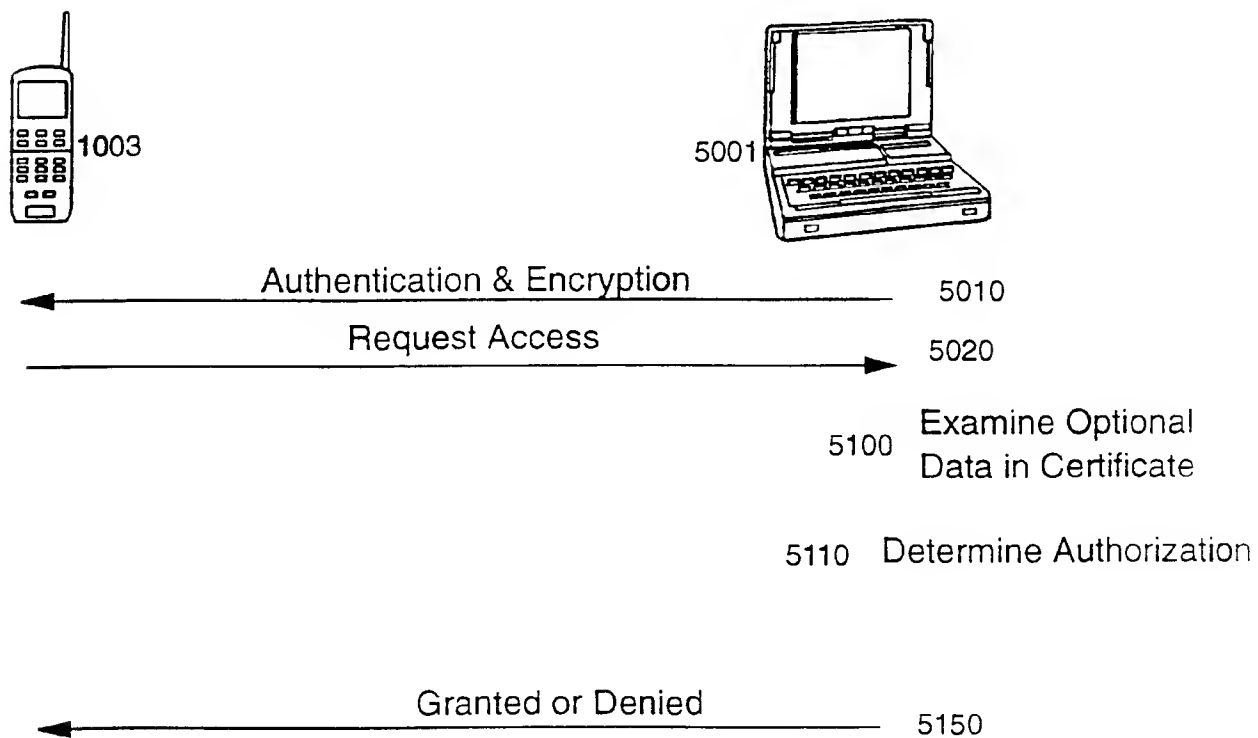 1003
5001
Authentication & Encryption 5010
Request Access 5020
5100 Examine Optional
Data in Certificate
5110 Determine Authorization
Granted or Denied 5150